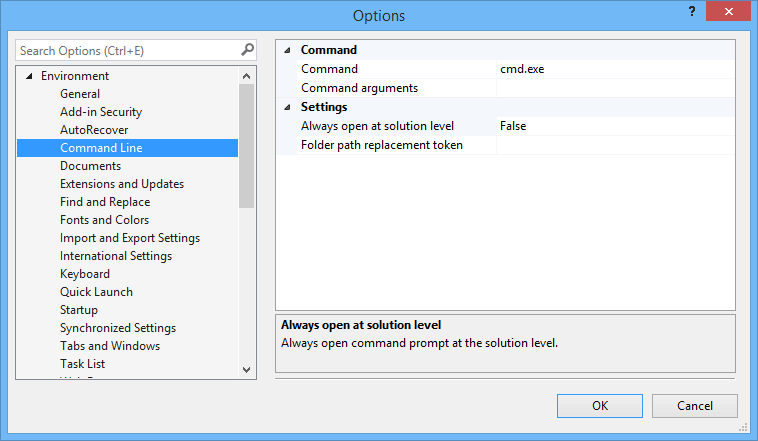 Options
?
Search Options (Ctrl+E)
Environment
General
Add-in Security
AutoRecover
Command Line
Documents
Extensions and Updates
Find and Replace
Fonts and Colors
Import and Export Settings
International Settings
Keyboard
Quick Launch
Startup
Synchronized Settings
Tabs and Windows
Task List
Command
Command cmd.exe
Command arguments
Settings
Always open at solution level False
Folder path replacement token
Always open at solution level
Always open command prompt at the solution level.
OK
Cancel